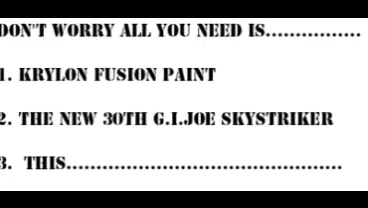 DON'T WORRY ALL YOU NEED IS.................
1. KRYLON FUSION PAINT
2. THE NEW 30TH G.I.JOE SKYSTRIKER
3. THIS..............................................